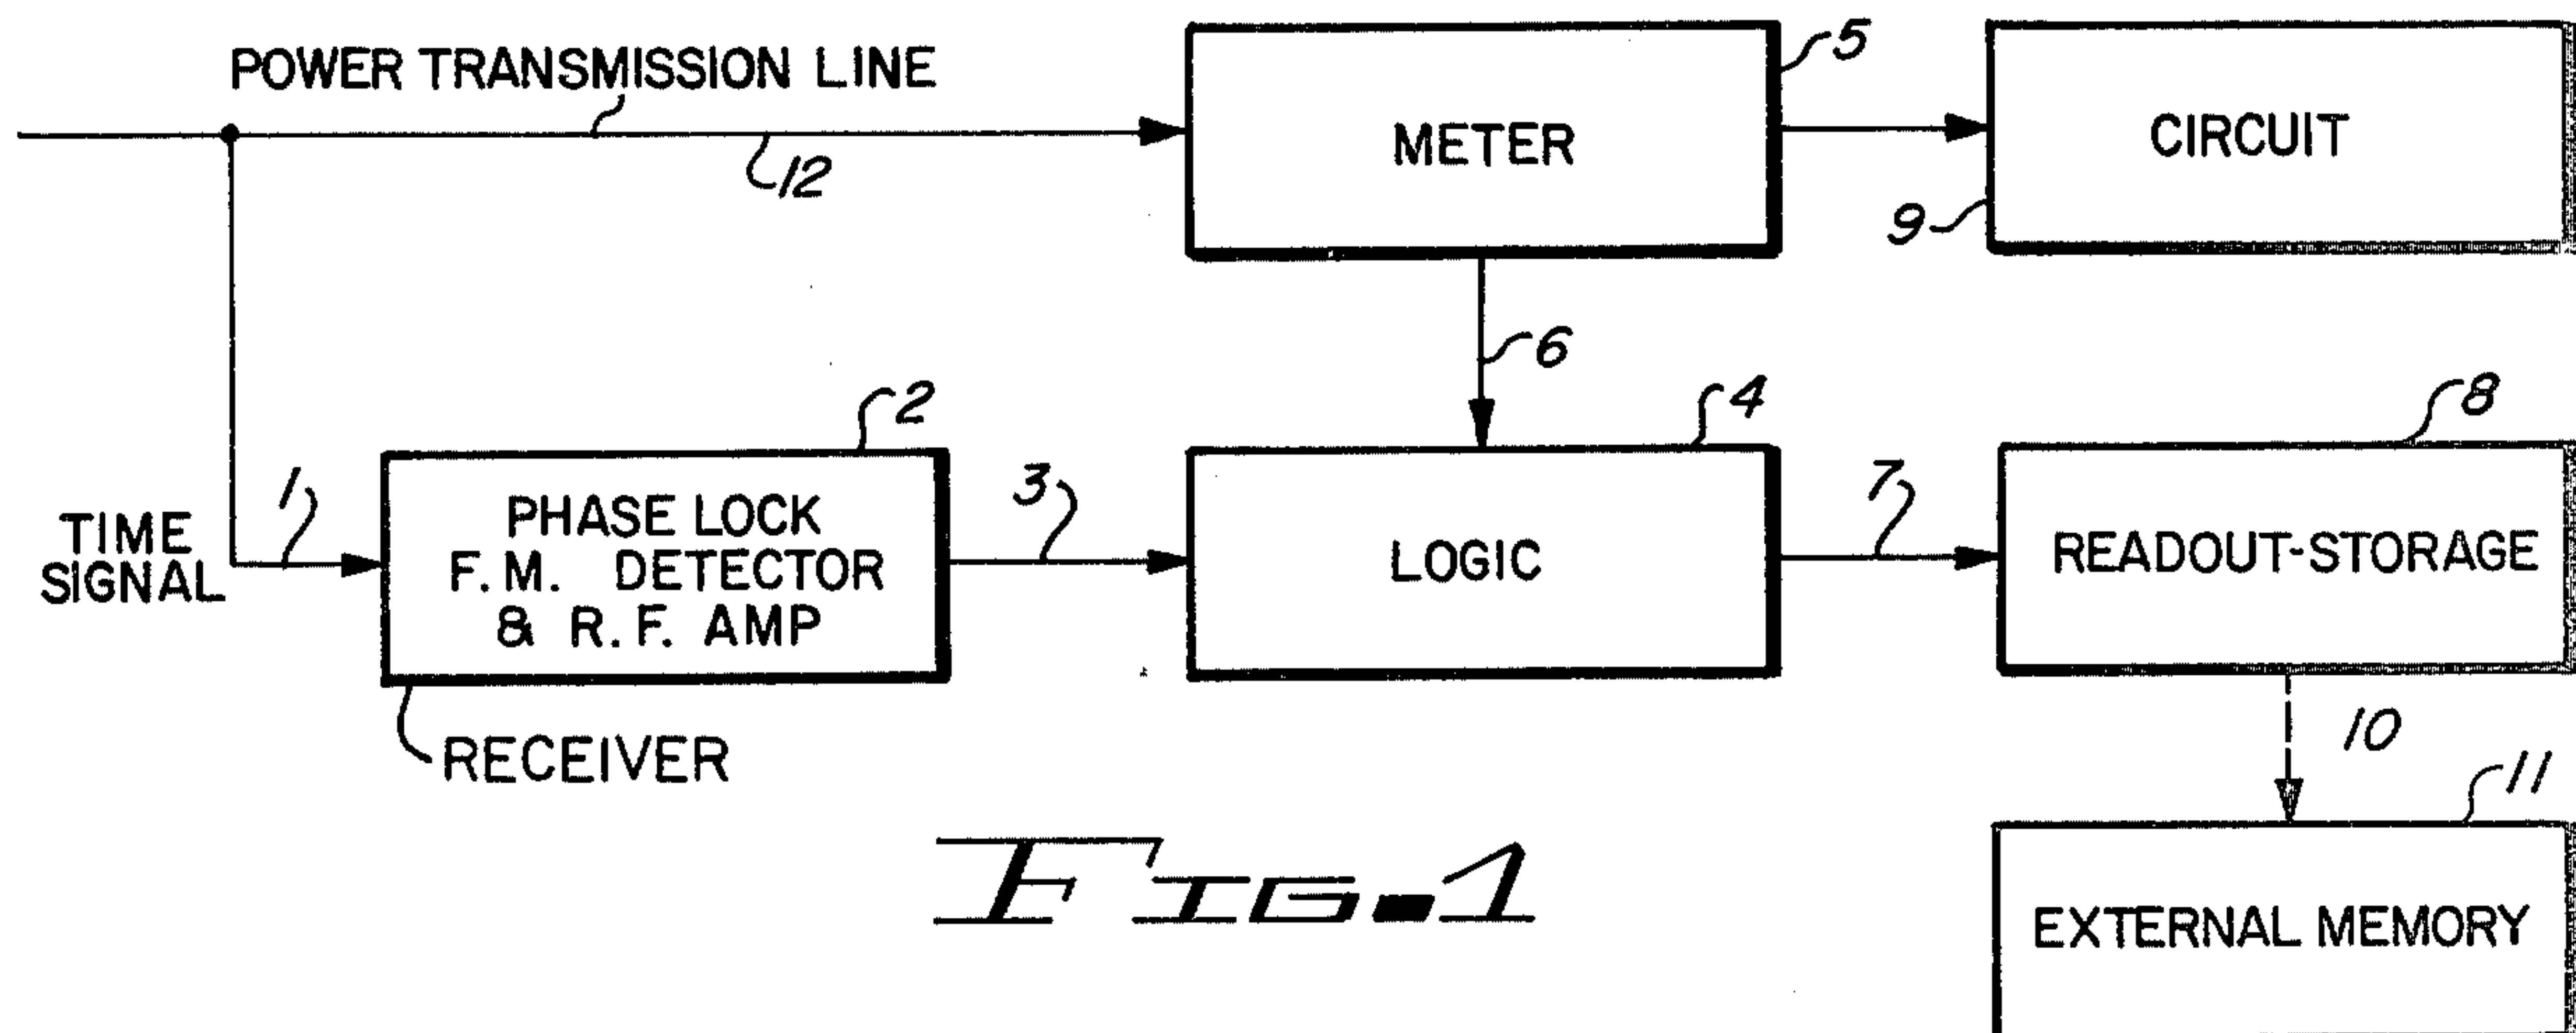 POWER TRANSMISSION LINE
12
METER
5
CIRCUIT
9
6
TIME
SIGNAL
1
PHASE LOCK
F.M. DETECTOR
& R.F. AMP
2
RECEIVER
3
LOGIC
4
7
READOUT-STORAGE
8
10
EXTERNAL MEMORY
11
FIG.1